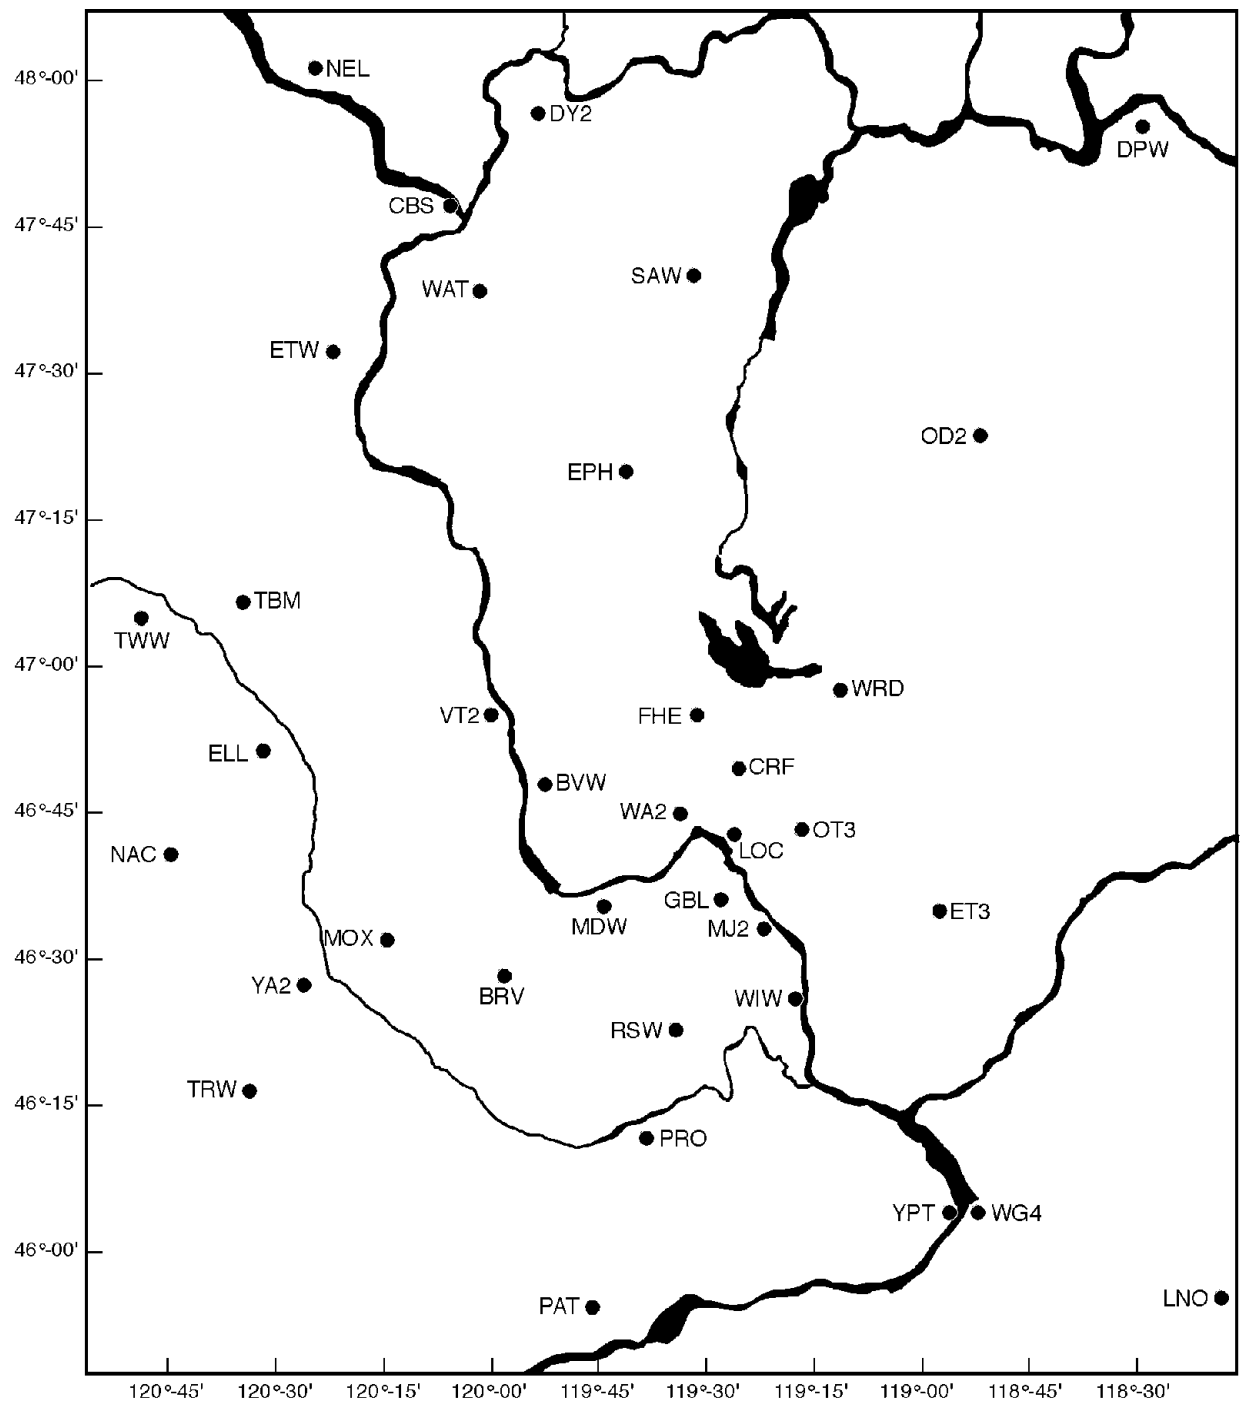 48°-00'
NEL
DY2
DPW
CBS
47°-45'
SAW
WAT
ETW
47°-30'
OD2
EPH
47°-15'
TBM
TWW
47°-00'
WRD
VT2
FHE
ELL
CRF
BVW
46°-45'
WA2
OT3
LOC
NAC
GBL
ET3
MDW
MJ2
MOX
46°-30'
YA2
BRV
WIW
RSW
TRW
46°-15'
PRO
YPT
WG4
46°-00'
PAT
LNO
120°-45' 120°-30' 120°-15' 120°-00' 119°-45' 119°-30' 119°-15' 119°-00' 118°-45' 118°-30'